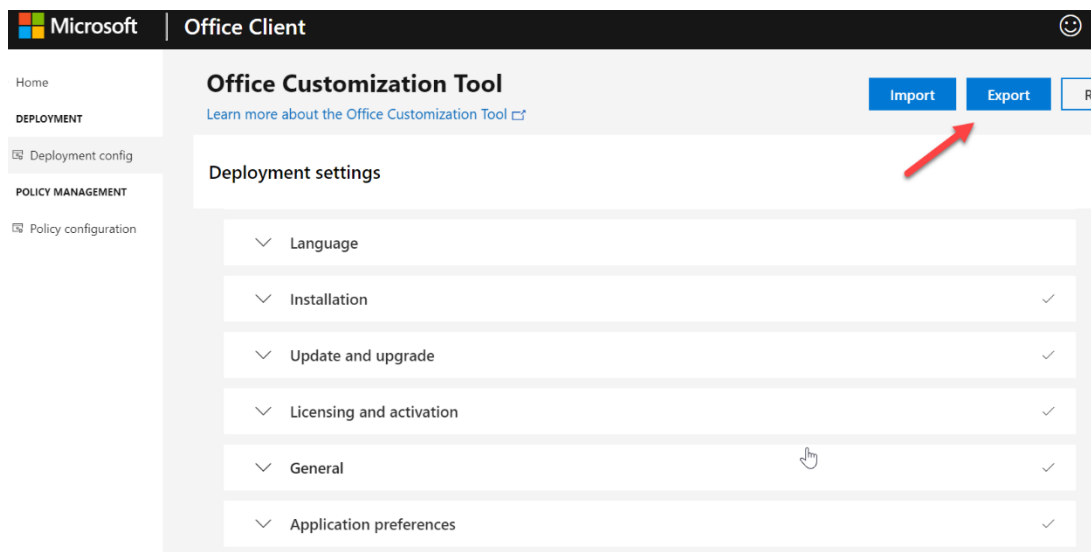 Microsoft
Office Client
Home
DEPLOYMENT
Deployment config
POLICY MANAGEMENT
Policy configuration
Office Customization Tool
Learn more about the Office Customization Tool
Import
Export
R
Deployment settings
Language
Installation
Update and upgrade
Licensing and activation
General
Application preferences